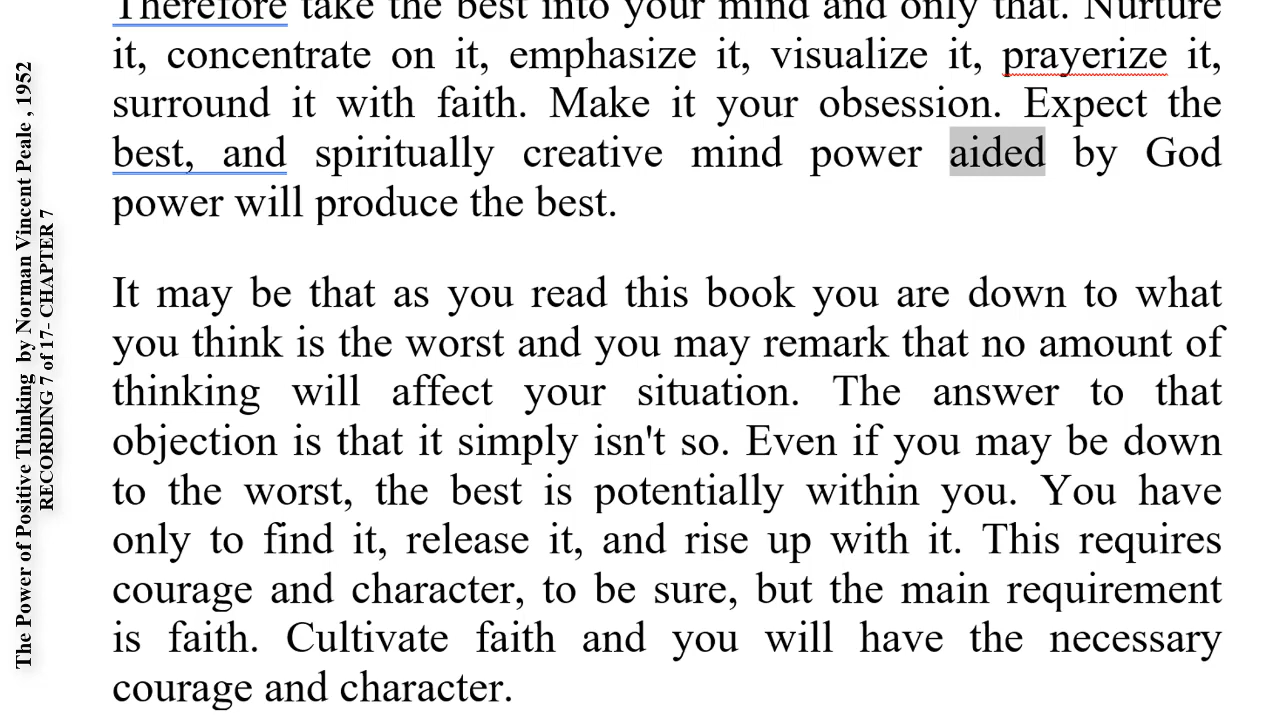 Therefore take the best into your mind and only that. Nurture
it, concentrate on it, emphasize it, visualize it, prayerize it,
surround it with faith. Make it your obsession. Expect the
best, and spiritually creative mind power aided by God
power will produce the best.
It may be that as you read this book you are down to what
you think is the worst and you may remark that no amount of
thinking will affect your situation. The answer to that
objection is that it simply isn't so. Even if you may be down
to the worst, the best is potentially within you. You have
only to find it, release it, and rise up with it. This requires
courage and character, to be sure, but the main requirement
is faith. Cultivate faith and you will have the necessary
courage and character.
The Power of Positive Thinking by Norman Vincent Peale , 1952
RECORDING 7 of 17- CHAPTER 7